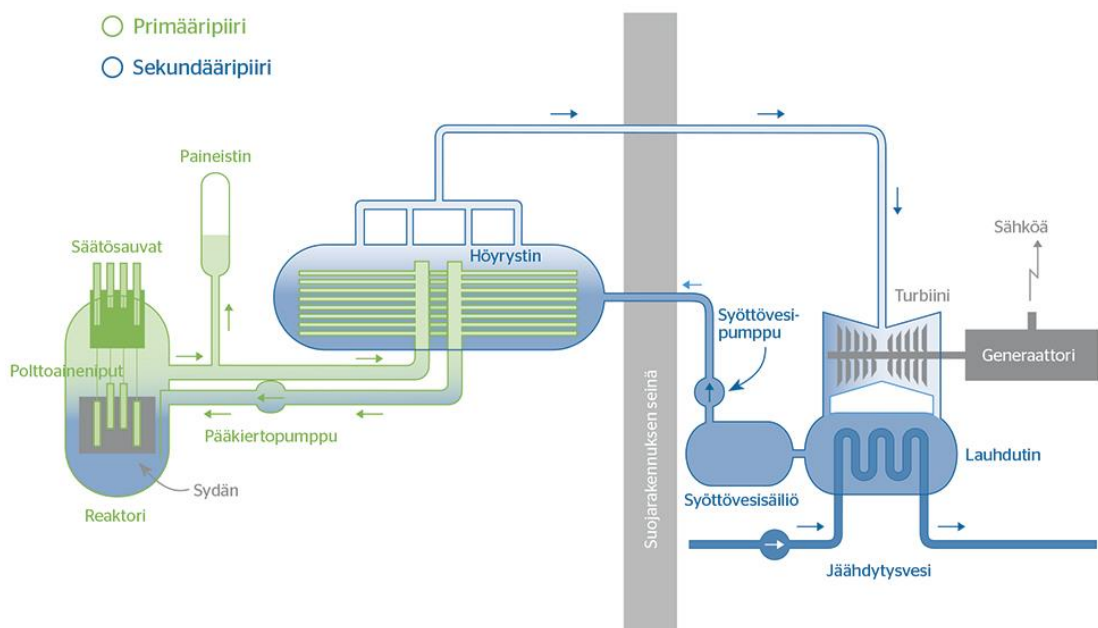 Primääripiiri
Sekundääripiiri
Paineistin
Säätösauvat
Höyrystin
Sähköä
Turbiini
Syöttövesi-
pumppu
Generaattori
Polttoaineniput
Pääkiertopumppu
Suojarakennuksen seinä
Lauhdutin
Sydän
Syöttövesisäiliö
Reaktori
Jäähdytysvesi